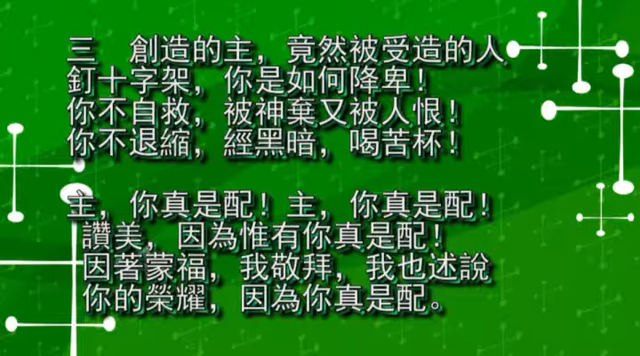 三　創造的主，竟然被受造的人
釘十字架，你是如何降卑！
你不自救，被神棄又被人恨！
你不退縮，經黑暗，喝苦杯！
主，你真是配！主，你真是配！
讚美，因為惟有你真是配！
因著蒙福，我敬拜，我也述說
你的榮耀，因為你真是配。